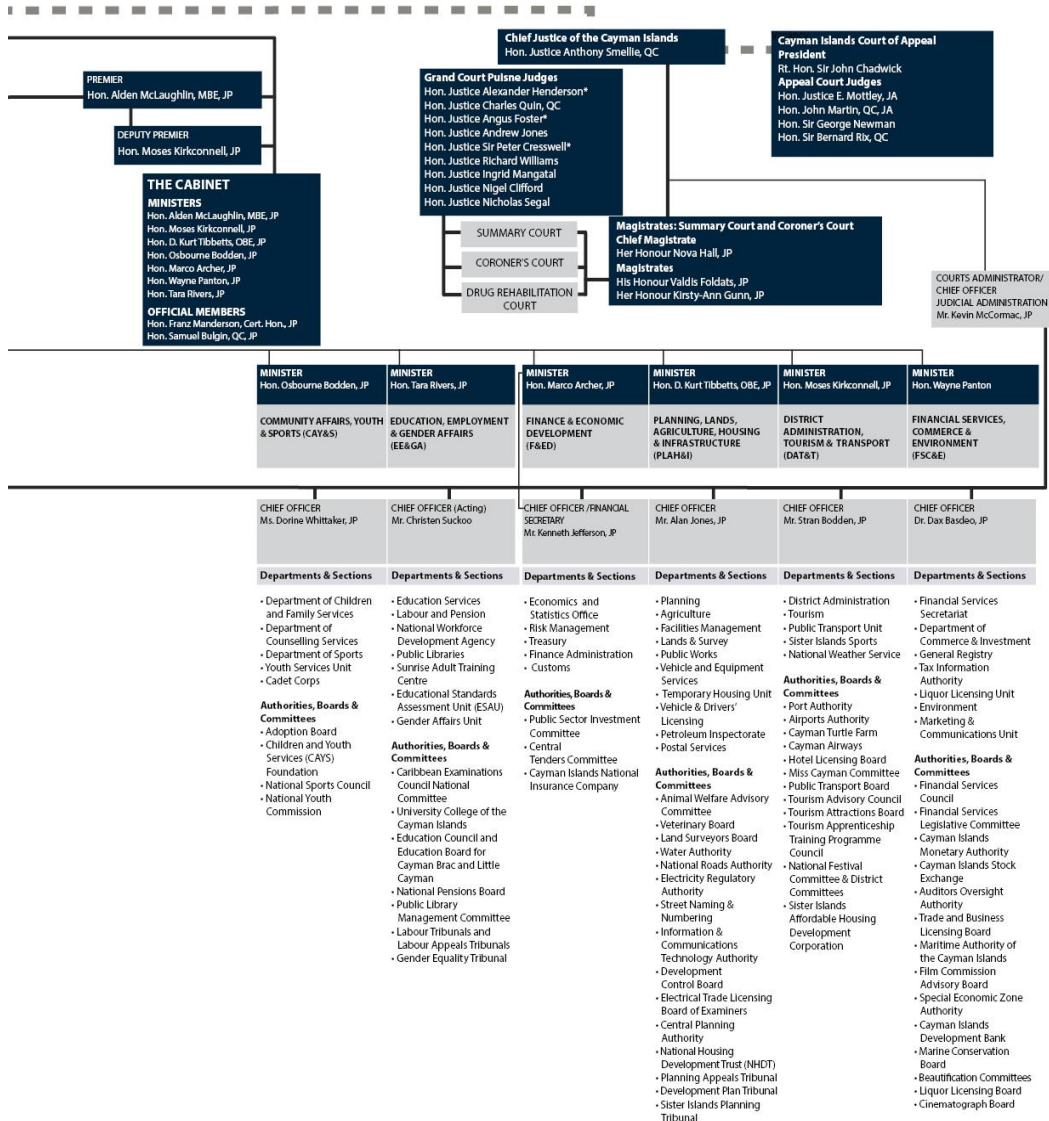 Chief Justice of the Cayman Islands
Hon. Justice Anthony Smellie, QC
Cayman Islands Court of Appeal
President
Rt. Hon. Sir John Chadwick
Appeal Court Judges
Hon. Justice E. Mottley, JA
Hon. John Martin, QC, JA
Hon. Sir George Newman
Hon. Sir Bernard Rix, QC
PREMIER
Hon. Alden McLaughlin, MBE, JP
DEPUTY PREMIER
Hon. Moses Kirkconnell, JP
THE CABINET
MINISTERS
Hon. Alden McLaughlin, MBE, JP
Hon. Moses Kirkconnell, JP
Hon. D. Kurt Tibbetts, OBE, JP
Hon. Osbourne Bodden, JP
Hon. Marco Archer, JP
Hon. Wayne Panton, JP
Hon. Tara Rivers, JP
OFFICIAL MEMBERS
Hon. Franz Manderson, Cert. Hon., JP
Hon. Samuel Bulgin, QC, JP
Grand Court Puisne Judges
Hon. Justice Alexander Henderson*
Hon. Justice Charles Quin, QC
Hon. Justice Angus Foster*
Hon. Justice Andrew Jones
Hon. Justice Sir Peter Cresswell*
Hon. Justice Richard Williams
Hon. Justice Ingrid Mangatal
Hon. Justice Nigel Clifford
Hon. Justice Nicholas Segal
SUMMARY COURT
CORONER'S COURT
DRUG REHABILITATION
COURT
Magistrates: Summary Court and Coroner's Court
Chief Magistrate
Her Honour Nova Hall, JP
Magistrates
His Honour Valdis Foldats, JP
Her Honour Kirsty-Ann Gunn, JP
COURTS ADMINISTRATOR/
CHIEF OFFICER
JUDICIAL ADMINISTRATION
Mr. Kevin McCormac, JP
MINISTER
Hon. Osbourne Bodden, JP
COMMUNITY AFFAIRS, YOUTH
& SPORTS (CAY&S)
CHIEF OFFICER
Ms. Dorine Whittaker, JP
Departments & Sections
• Department of Children
and Family Services
• Department of
Counselling Services
• Department of Sports
• Youth Services Unit
• Cadet Corps
Authorities, Boards &
Committees
• Adoption Board
• Children and Youth
Services (CAYS)
Foundation
• National Sports Council
• National Youth
Commission
MINISTER
Hon. Tara Rivers, JP
EDUCATION, EMPLOYMENT
& GENDER AFFAIRS
(EE&GA)
CHIEF OFFICER (Acting)
Mr. Christen Suckoo
Departments & Sections
• Education Services
• Labour and Pension
• National Workforce
Development Agency
• Public Libraries
• Sunrise Adult Training
Centre
• Educational Standards
Assessment Unit (ESAU)
• Gender Affairs Unit
Authorities, Boards &
Committees
• Caribbean Examinations
Council National
Committee
• University College of the
Cayman Islands
• Education Council and
Education Board for
Cayman Brac and Little
Cayman
• National Pensions Board
• Public Library
Management Committee
• Labour Tribunals and
Labour Appeals Tribunals
• Gender Equality Tribunal
MINISTER
Hon. Marco Archer, JP
FINANCE & ECONOMIC
DEVELOPMENT
(F&ED)
CHIEF OFFICER /FINANCIAL
SECRETARY
Mr. Kenneth Jefferson, JP
Departments & Sections
• Economics and
Statistics Office
• Risk Management
• Treasury
• Finance Administration
• Customs
Authorities, Boards &
Committees
• Public Sector Investment
Committee
• Central
Tenders Committee
• Cayman Islands National
Insurance Company
MINISTER
Hon. D. Kurt Tibbetts, OBE, JP
PLANNING, LANDS,
AGRICULTURE, HOUSING
& INFRASTRUCTURE
(PLAH&I)
CHIEF OFFICER
Mr. Alan Jones, JP
Departments & Sections
• Planning
• Agriculture
• Facilities Management
• Lands & Survey
• Public Works
• Vehicle and Equipment
Services
• Temporary Housing Unit
• Vehicle & Drivers'
Licensing
• Petroleum Inspectorate
• Postal Services
Authorities, Boards &
Committees
• Animal Welfare Advisory
Committee
• Veterinary Board
• Land Surveyors Board
• Water Authority
• National Roads Authority
• Electricity Regulatory
Authority
• Street Naming &
Numbering
• Information &
Communications
Technology Authority
• Development
Control Board
• Electrical Trade Licensing
Board of Examiners
• Central Planning
Authority
• National Housing
Development Trust (NHDT)
• Planning Appeals Tribunal
• Development Plan Tribunal
• Sister Islands Planning
Tribunal
MINISTER
Hon. Moses Kirkconnell, JP
DISTRICT
ADMINISTRATION,
TOURISM & TRANSPORT
(DAT&T)
CHIEF OFFICER
Mr. Stran Bodden, JP
Departments & Sections
• District Administration
• Tourism
• Public Transport Unit
• Sister Islands Sports
• National Weather Service
Authorities, Boards &
Committees
• Port Authority
• Airports Authority
• Cayman Turtle Farm
• Cayman Airways
• Hotel Licensing Board
• Miss Cayman Committee
• Public Transport Board
• Tourism Advisory Council
• Tourism Attractions Board
• Tourism Apprenticeship
Training Programme
Council
• National Festival
Committee & District
Committees
• Sister Islands
Affordable Housing
Development
Corporation
MINISTER
Hon. Wayne Panton
FINANCIAL SERVICES,
COMMERCE &
ENVIRONMENT
(FSC&E)
CHIEF OFFICER
Dr. Dax Basdeo, JP
Departments & Sections
• Financial Services
Secretariat
• Department of
Commerce & Investment
• General Registry
• Tax Information
Authority
• Liquor Licensing Unit
• Environment
• Marketing &
Communications Unit
Authorities, Boards &
Committees
• Financial Services
Council
• Financial Services
Legislative Committee
• Cayman Islands
Monetary Authority
• Cayman Islands Stock
Exchange
• Auditors Oversight
Authority
• Trade and Business
Licensing Board
• Maritime Authority of
the Cayman Islands
• Film Commission
Advisory Board
• Special Economic Zone
Authority
• Cayman Islands
Development Bank
• Marine Conservation
Board
• Beautification Committees
• Liquor Licensing Board
• Cinematograph Board